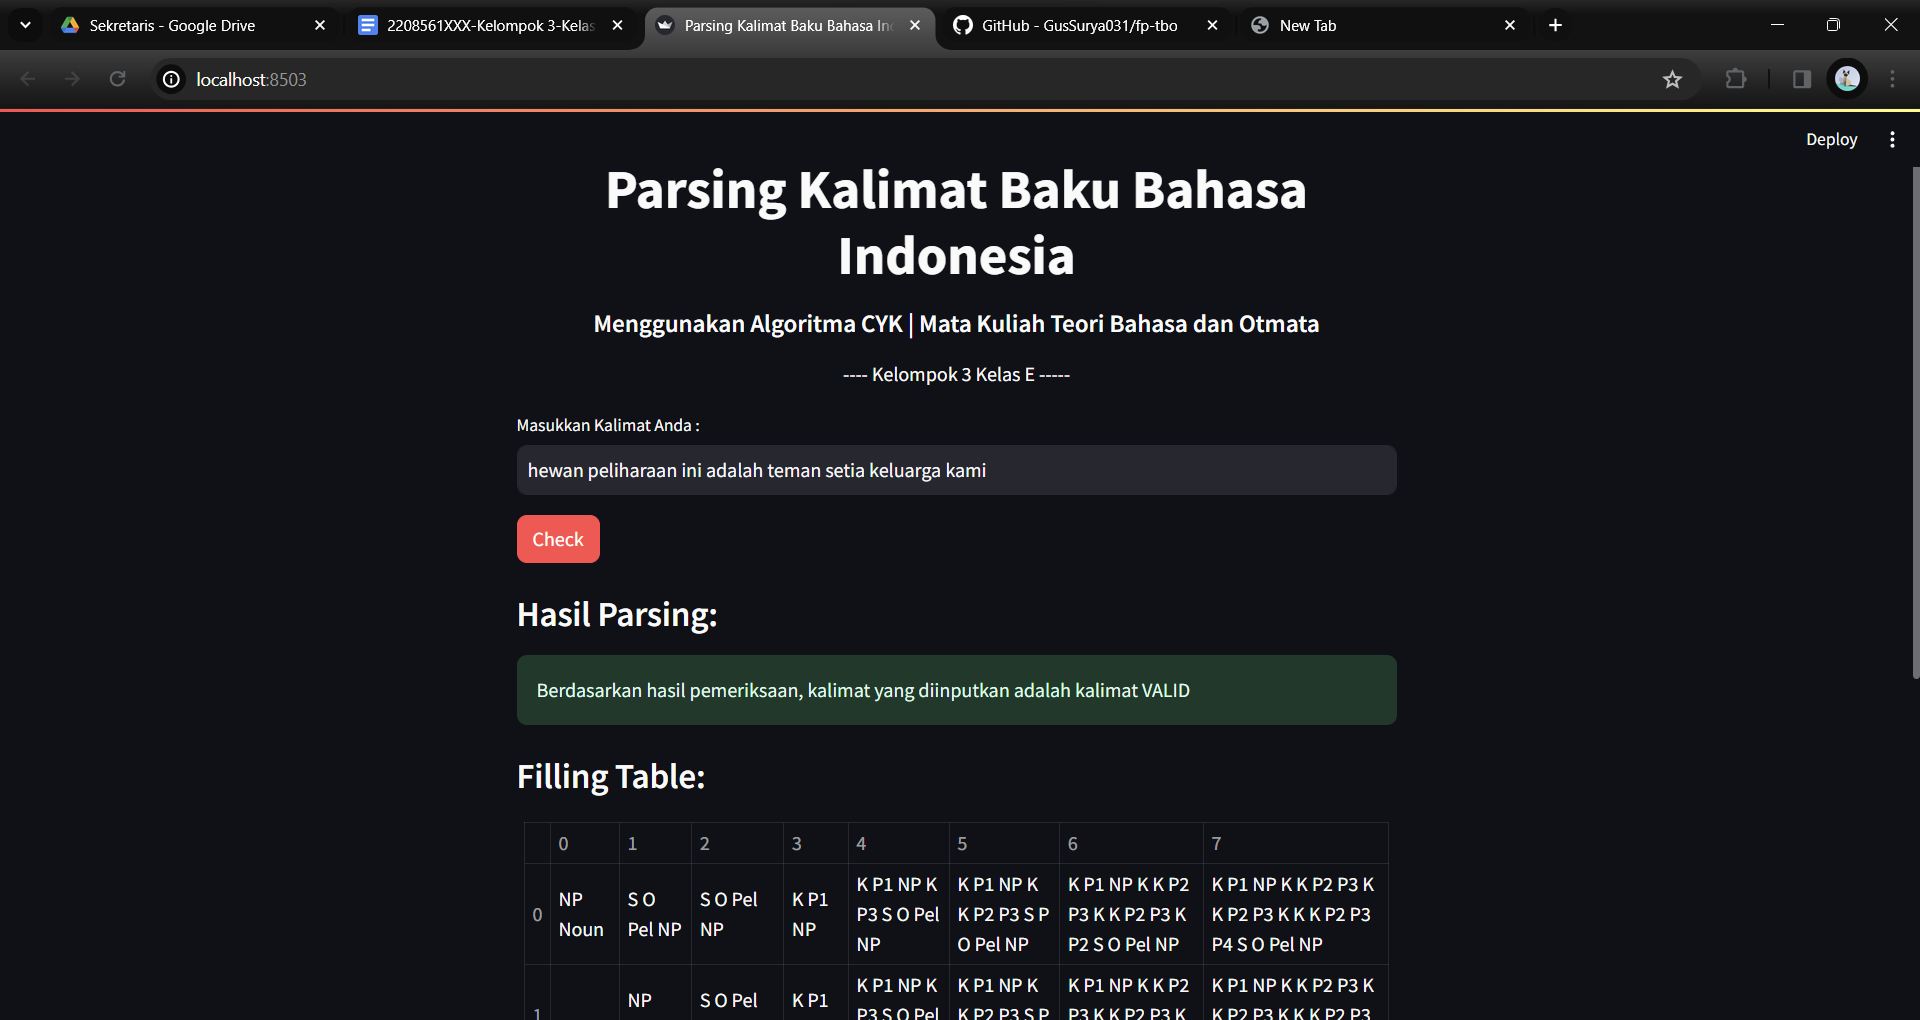 Sekretaris - Google Drive
2208561XXX-Kelompok 3-Kelas
Parsing Kalimat Baku Bahasa In
GitHub - GusSurya031/fp-tbo
New Tab
localhost:8503
Deploy
Parsing Kalimat Baku Bahasa
Indonesia
Menggunakan Algoritma CYK | Mata Kuliah Teori Bahasa dan Otmata
---- Kelompok 3 Kelas E -----
Masukkan Kalimat Anda :
hewan peliharaan ini adalah teman setia keluarga kami
Check
Hasil Parsing:
Berdasarkan hasil pemeriksaan, kalimat yang diinputkan adalah kalimat VALID
Filling Table:
0 1 2 3 4 5 6 7
K P1 NP K K P1 NP K K P1 NP K K P2 K P1 NP K K P2 P3 K
NP S O S O Pel K P1
0 P3 S O Pel K P2 P3 S P P3 K K P2 P3 K K P2 P3 K K K P2 P3
Noun Pel NP NP NP
NP O Pel NP P2 S O Pel NP P4 S O Pel NP
K P1 NP K K P1 NP K K P1 NP K K P2 K P1 NP K K P2 P3 K
NP S O Pel K P1
1 P3 S O Pel K P2 P3 S P P3 K K P2 P3 K K P2 P3 K K K P2 P3